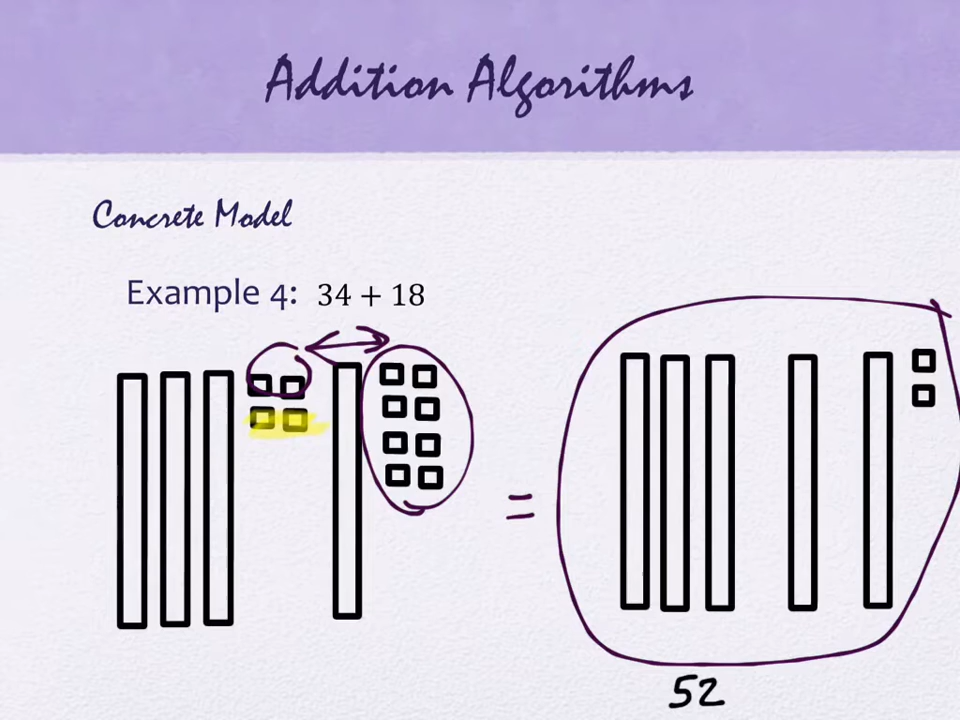 Addition Algorithms
Concrete Model
Example 4: 34 + 18
=
52